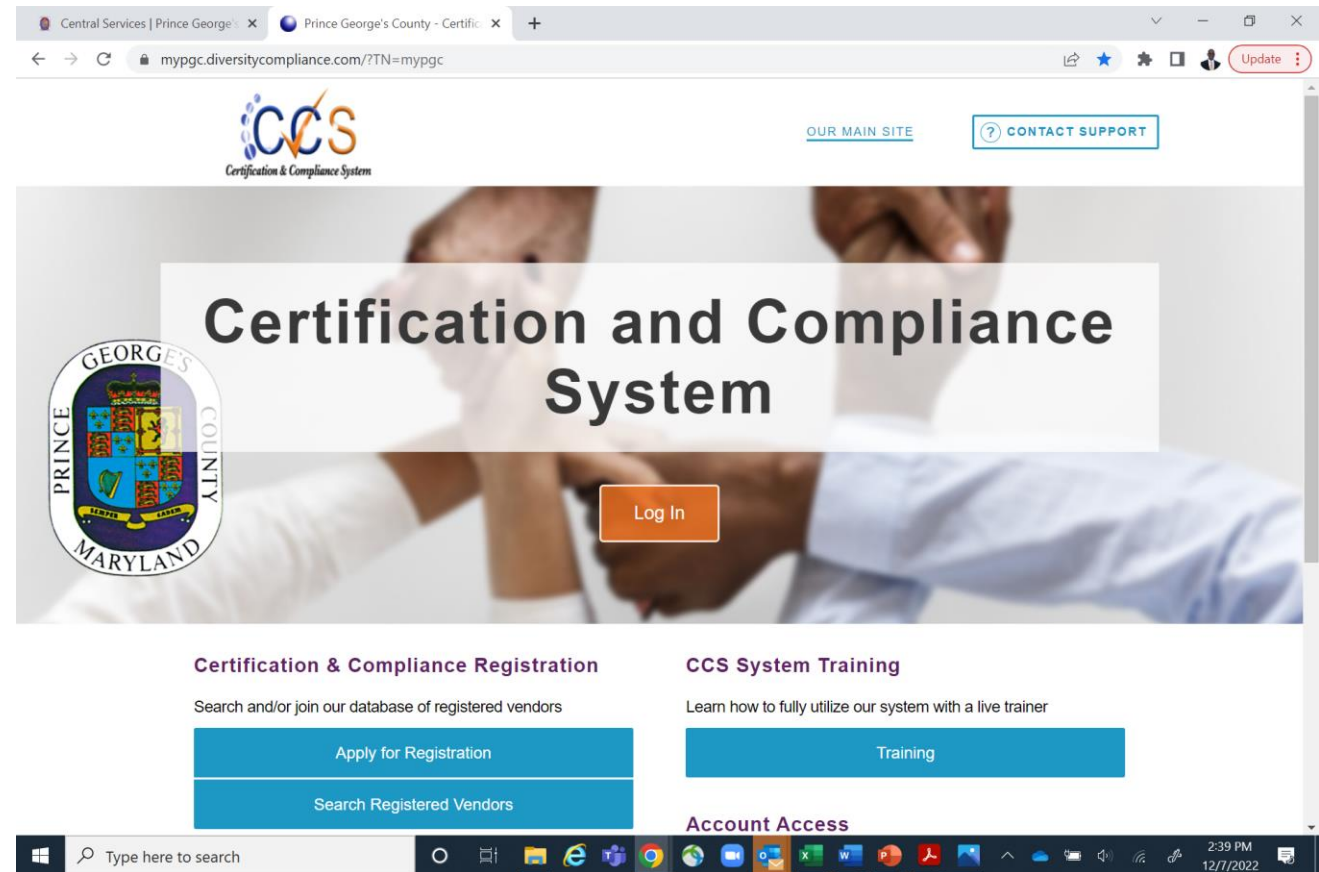 Central Services | Prince George's
Prince George's County - Certific
mypgc.diversitycompliance.com/?TN=mypgc
Update
CCS
Certification & Compliance System
OUR MAIN SITE
? CONTACT SUPPORT
Certification and Compliance
System
PRINCE GEORGE'S COUNTY
MARYLAND
SEMPER EADEM
Log In
Certification & Compliance Registration
Search and/or join our database of registered vendors
Apply for Registration
Search Registered Vendors
CCS System Training
Learn how to fully utilize our system with a live trainer
Training
Account Access
Type here to search
2:39 PM
12/7/2022